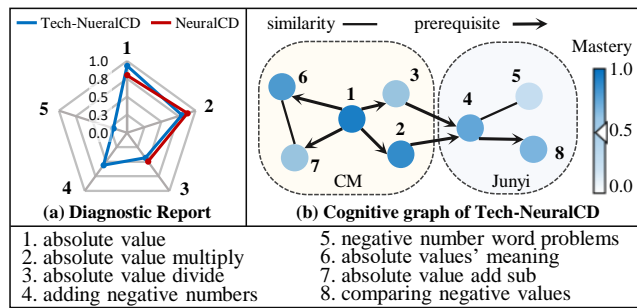 Tech-NueralCD NeuralCD
1
1.0
0.8
0.5
0.3
0.0
2
3
4
5
(a) Diagnostic Report
similarity prerequisite
Mastery
1.0
0.5
0.0
6
1
3
7
2
4
5
8
CM
Junyi
(b) Cognitive graph of Tech-NeuralCD
1. absolute value
2. absolute value multiply
3. absolute value divide
4. adding negative numbers
5. negative number word problems
6. absolute values' meaning
7. absolute value add sub
8. comparing negative values